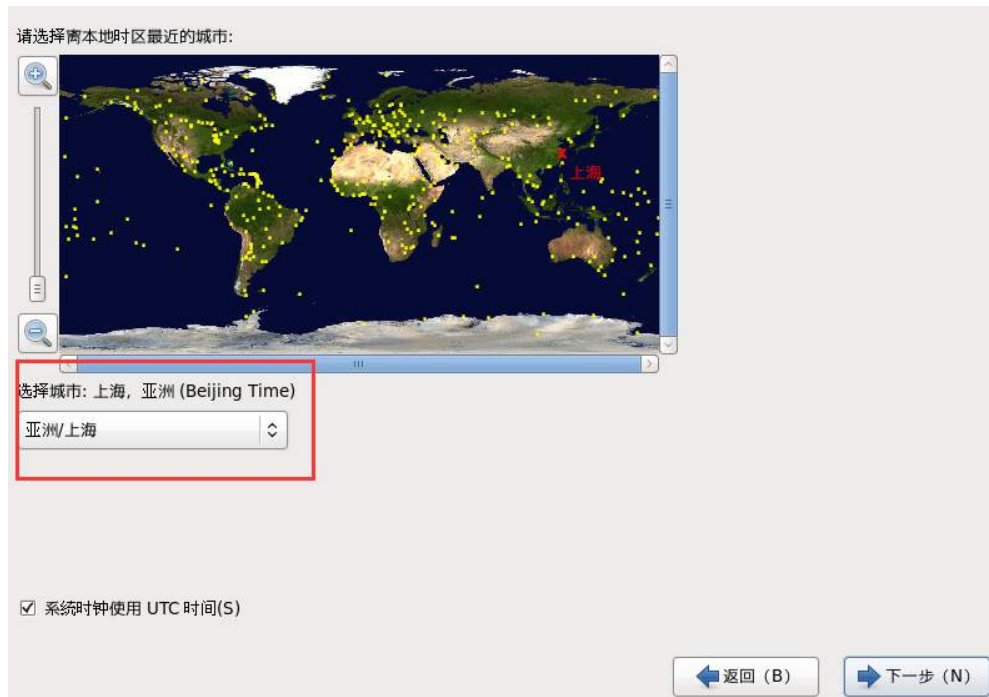 请选择离本地时区最近的城市:
上海
选择城市: 上海, 亚洲 (Beijing Time)
亚洲/上海
系统时钟使用 UTC 时间(S)
返回 (B)
下一步 (N)